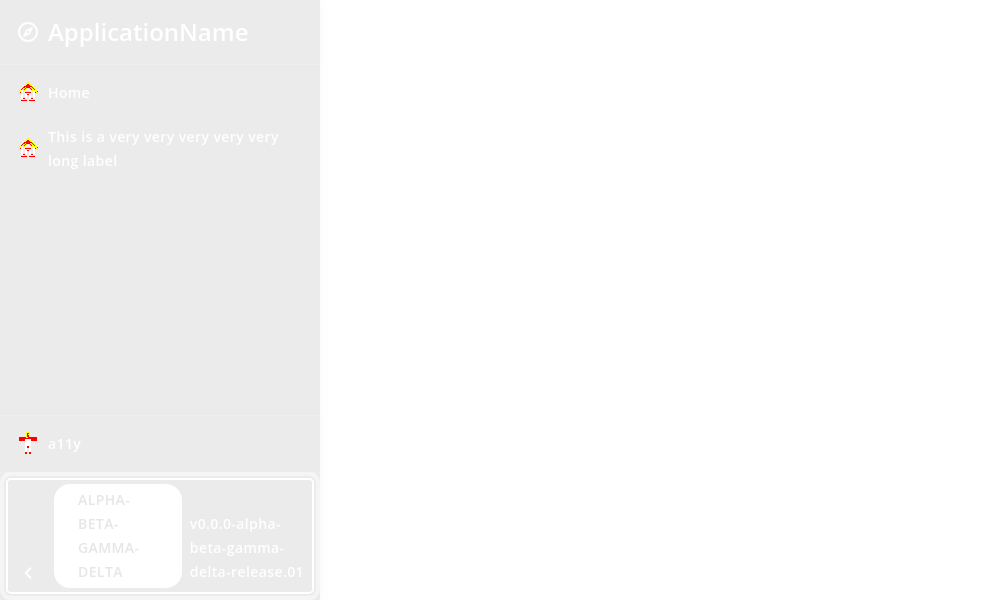 ApplicationName
Home
This is a very very very very very
long label
a11y
ALPHA-
BETA-
GAMMA-
DELTA
v0.0.0-alpha-
beta-gamma-
delta-release.01